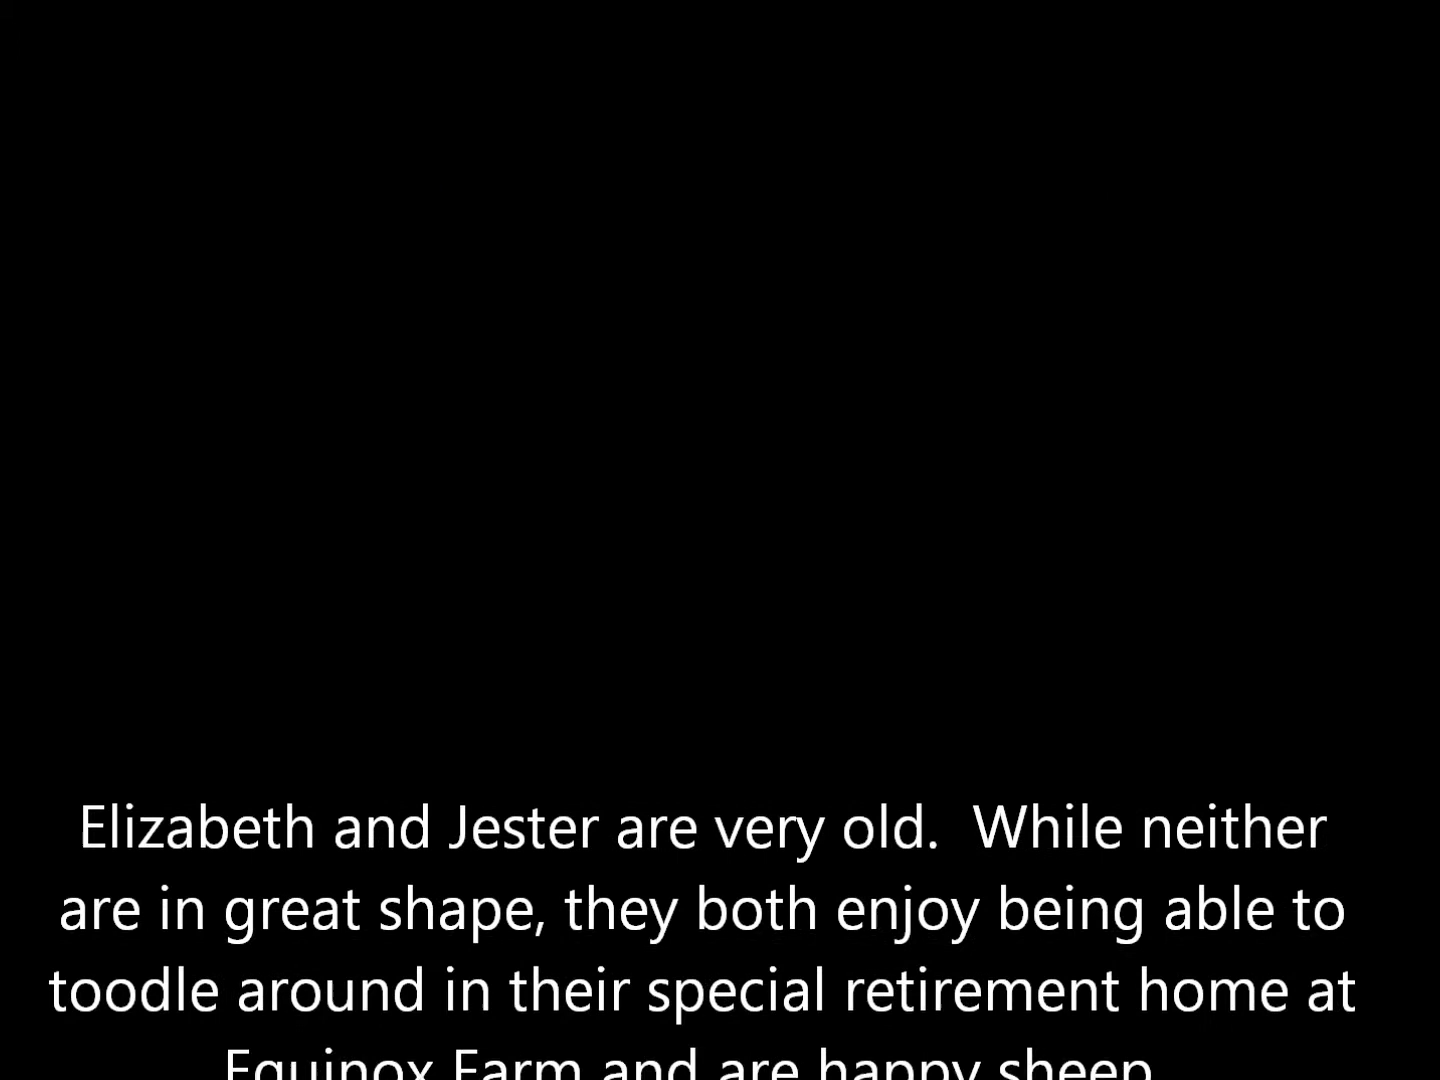 Elizabeth and Jester are very old.  While neither
are in great shape, they both enjoy being able to
toodle around in their special retirement home at
Equinox Farm and are happy sheep